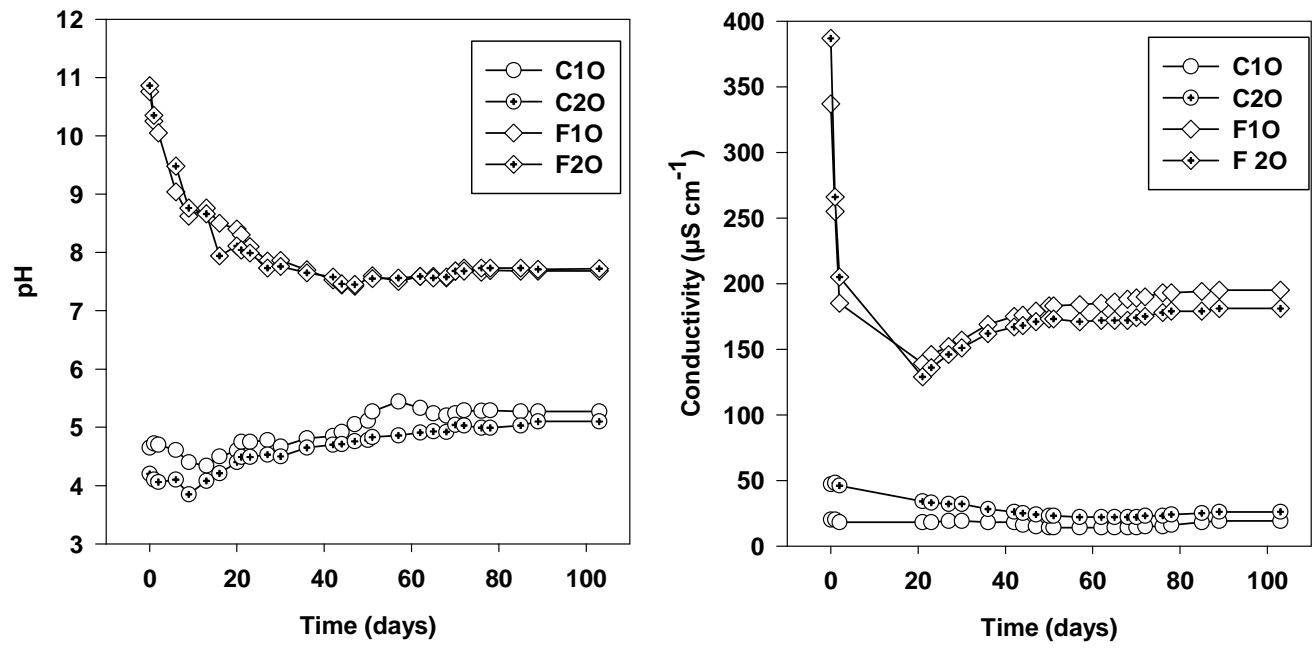 12
11
10
9
8
7
6
5
4
3
pH
0 20 40 60 80 100
Time (days)
C1O
C2O
F1O
F2O
400
350
300
250
200
150
100
50
0
Conductivity (µS cm⁻¹)
0 20 40 60 80 100
Time (days)
C1O
C2O
F1O
F 2O